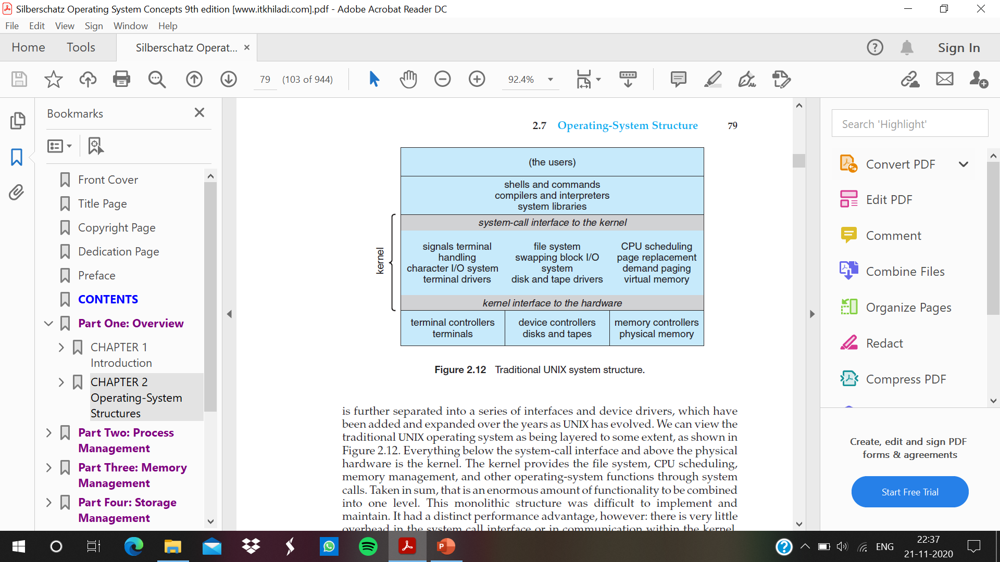 Silberschatz Operating System Concepts 9th edition [www.itkhiladi.com].pdf - Adobe Acrobat Reader DC
File Edit View Sign Window Help
Home Tools Silberschatz Operat... Sign In
79 (103 of 944) 92.4%
Bookmarks
Front Cover
Title Page
Copyright Page
Dedication Page
Preface
CONTENTS
Part One: Overview
CHAPTER 1
Introduction
CHAPTER 2
Operating-System
Structures
Part Two: Process
Management
Part Three: Memory
Management
Part Four: Storage
Management
2.7 Operating-System Structure 79
(the users)
shells and commands
compilers and interpreters
system libraries
system-call interface to the kernel
kernel
signals terminal
handling
character I/O system
terminal drivers
file system
swapping block I/O
system
disk and tape drivers
CPU scheduling
page replacement
demand paging
virtual memory
kernel interface to the hardware
terminal controllers
terminals
device controllers
disks and tapes
memory controllers
physical memory
Figure 2.12 Traditional UNIX system structure.
is further separated into a series of interfaces and device drivers, which have
been added and expanded over the years as UNIX has evolved. We can view the
traditional UNIX operating system as being layered to some extent, as shown in
Figure 2.12. Everything below the system-call interface and above the physical
hardware is the kernel. The kernel provides the file system, CPU scheduling,
memory management, and other operating-system functions through system
calls. Taken in sum, that is an enormous amount of functionality to be combined
into one level. This monolithic structure was difficult to implement and
maintain. It had a distinct performance advantage, however: there is very little
overhead in the system call interface or in communication within the kernel.
Search 'Highlight'
Convert PDF
Edit PDF
Comment
Combine Files
Organize Pages
Redact
Compress PDF
Create, edit and sign PDF
forms & agreements
Start Free Trial
ENG
22:37
21-11-2020